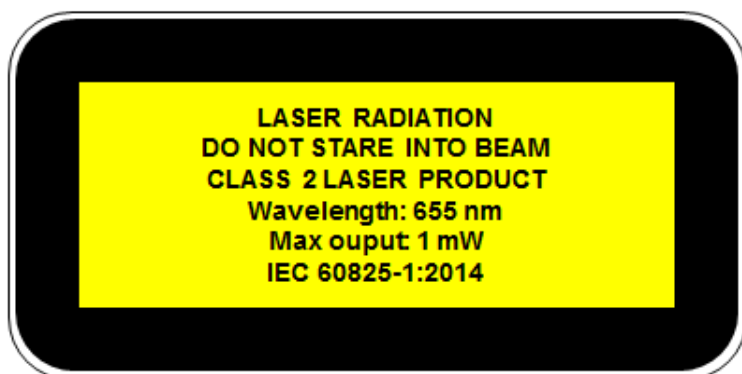 LASER RADIATION
DO NOT STARE INTO BEAM
CLASS 2 LASER PRODUCT
Wavelength: 655 nm
Max ouput: 1 mW
IEC 60825-1:2014